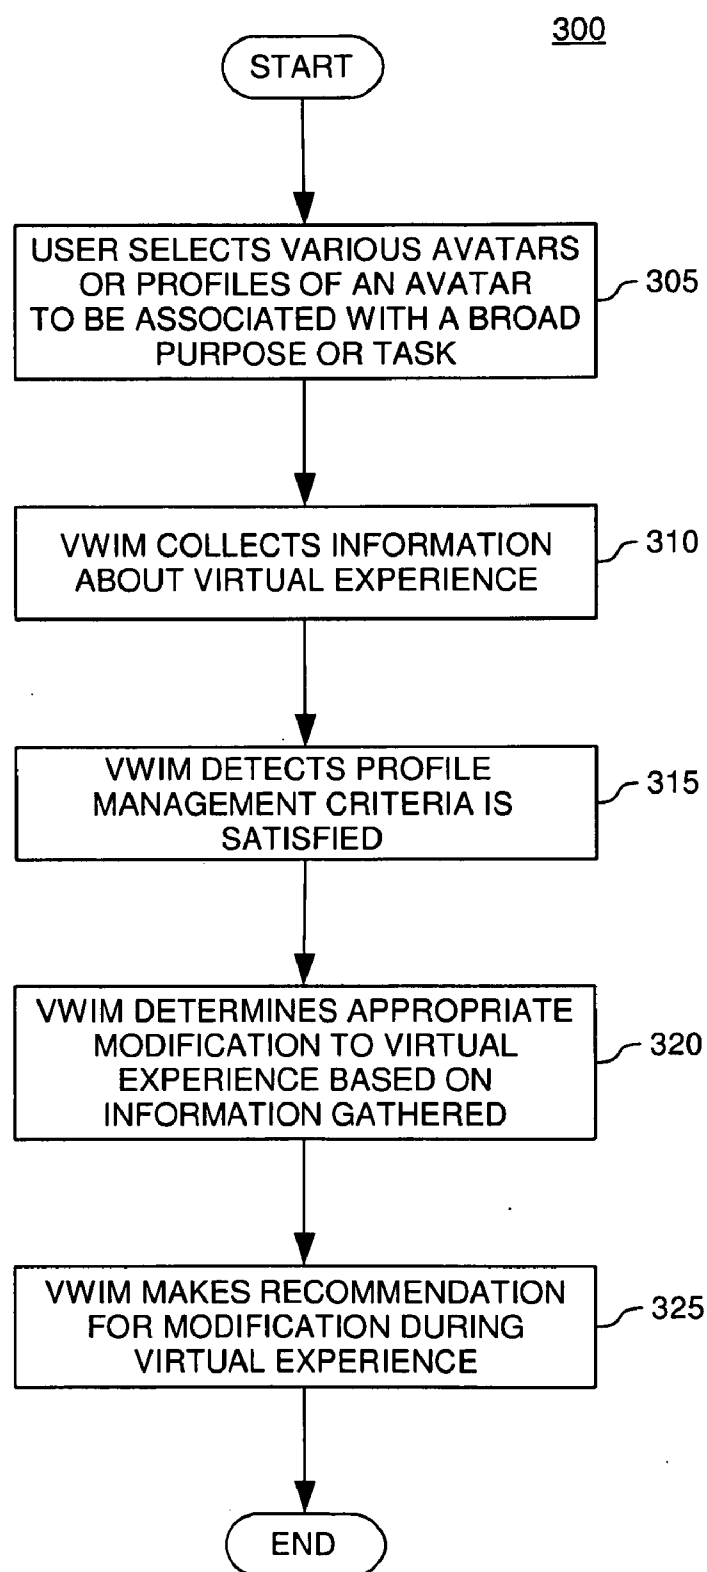 300
START
USER SELECTS VARIOUS AVATARS
OR PROFILES OF AN AVATAR
TO BE ASSOCIATED WITH A BROAD
PURPOSE OR TASK
305
VWIM COLLECTS INFORMATION
ABOUT VIRTUAL EXPERIENCE
310
VWIM DETECTS PROFILE
MANAGEMENT CRITERIA IS
SATISFIED
315
VWIM DETERMINES APPROPRIATE
MODIFICATION TO VIRTUAL
EXPERIENCE BASED ON
INFORMATION GATHERED
320
VWIM MAKES RECOMMENDATION
FOR MODIFICATION DURING
VIRTUAL EXPERIENCE
325
END